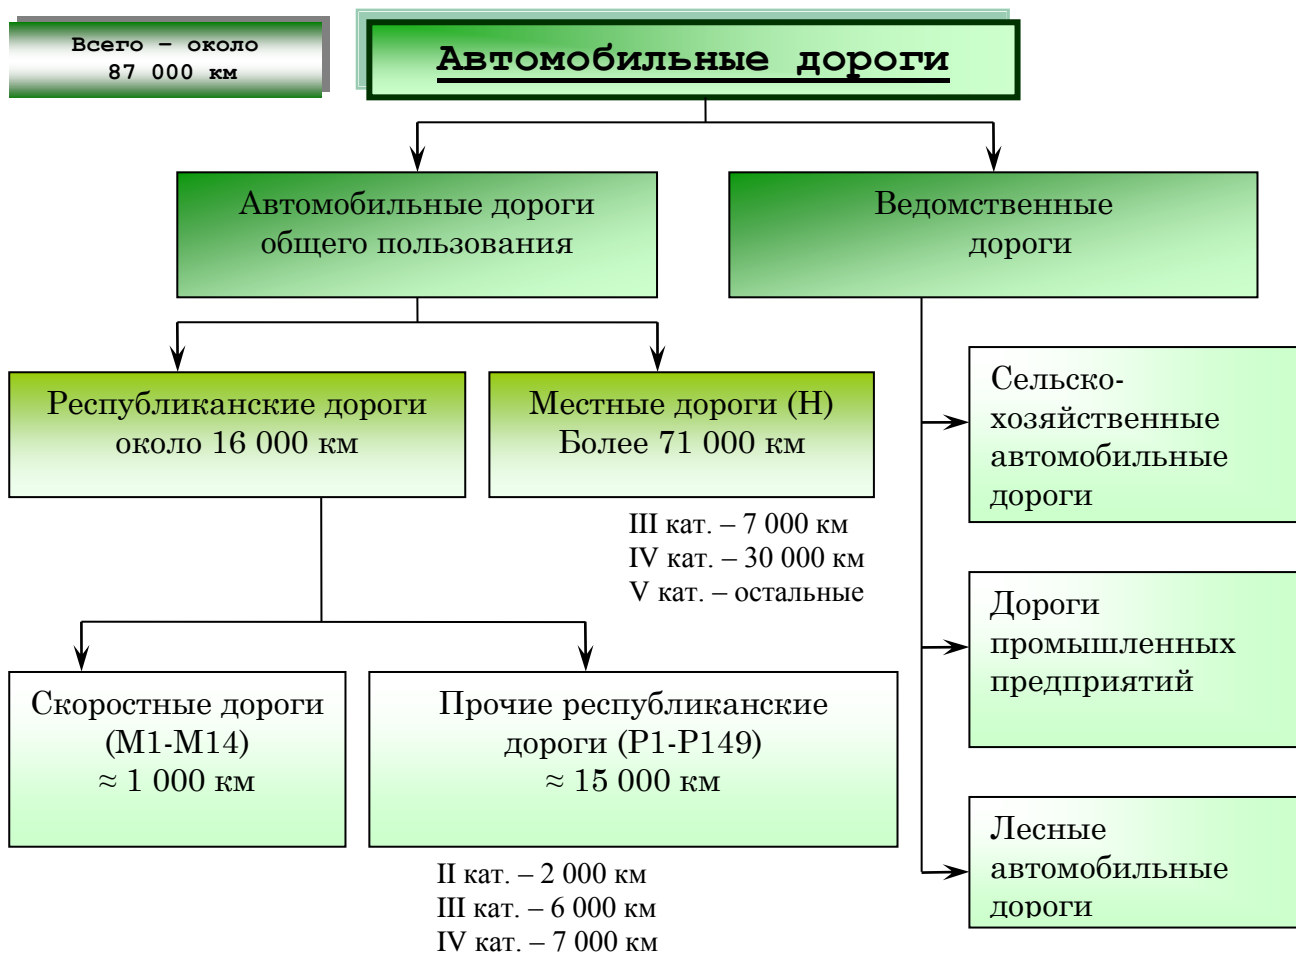 Всего – около
87 000 км
Автомобильные дороги
Автомобильные дороги
общего пользования
Ведомственные
дороги
Республиканские дороги
около 16 000 км
Местные дороги (Н)
Более 71 000 км
III кат. – 7 000 км
IV кат. – 30 000 км
V кат. – остальные
Скоростные дороги
(М1-М14)
≈ 1 000 км
Прочие республиканские
дороги (Р1-Р149)
≈ 15 000 км
II кат. – 2 000 км
III кат. – 6 000 км
IV кат. – 7 000 км
Сельско-
хозяйственные
автомобильные
дороги
Дороги
промышленных
предприятий
Лесные
автомобильные
дороги